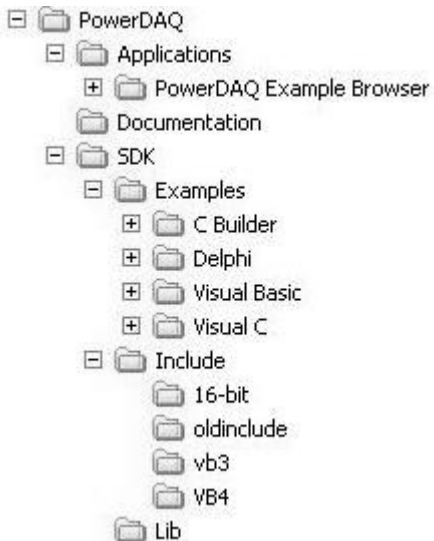 PowerDAQ
Applications
PowerDAQ Example Browser
Documentation
SDK
Examples
C Builder
Delphi
Visual Basic
Visual C
Include
16-bit
oldinclude
vb3
VB4
Lib